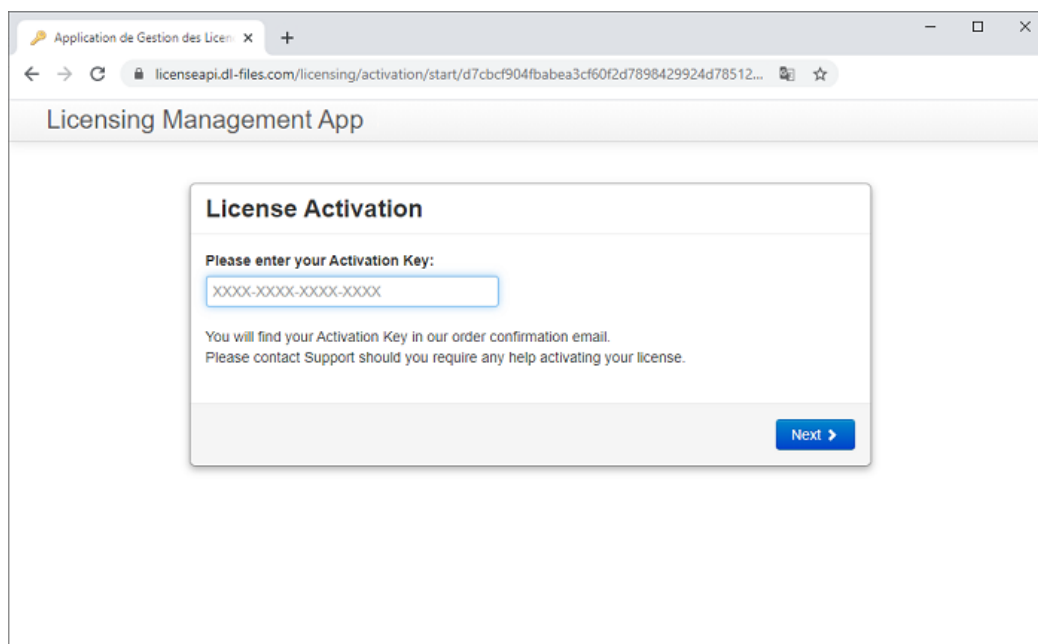 Application de Gestion des Licen
licenseapi.dl-files.com/licensing/activation/start/d7cbcf904fbabea3cf60f2d7898429924d78512...
Licensing Management App
License Activation
Please enter your Activation Key:
XXXX-XXXX-XXXX-XXXX
You will find your Activation Key in our order confirmation email.
Please contact Support should you require any help activating your license.
Next